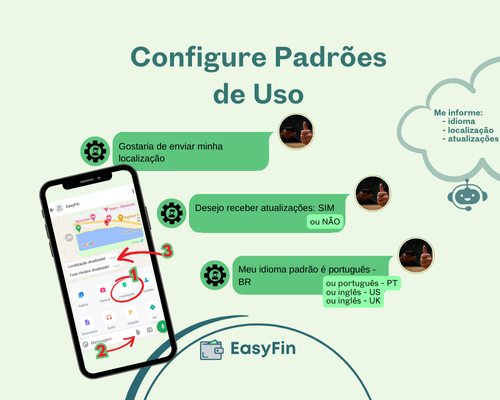 Configure Padrões
de Uso
Me informe:
- idioma
- localização
- atualizações
Gostaria de enviar minha
localização
Desejo receber atualizações: SIM
ou NÃO
Meu idioma padrão é português -
BR
ou português - PT
ou inglês - US
ou inglês - UK
EasyFin
Localização atualizada!
3
1
2
Mensagem
EasyFin